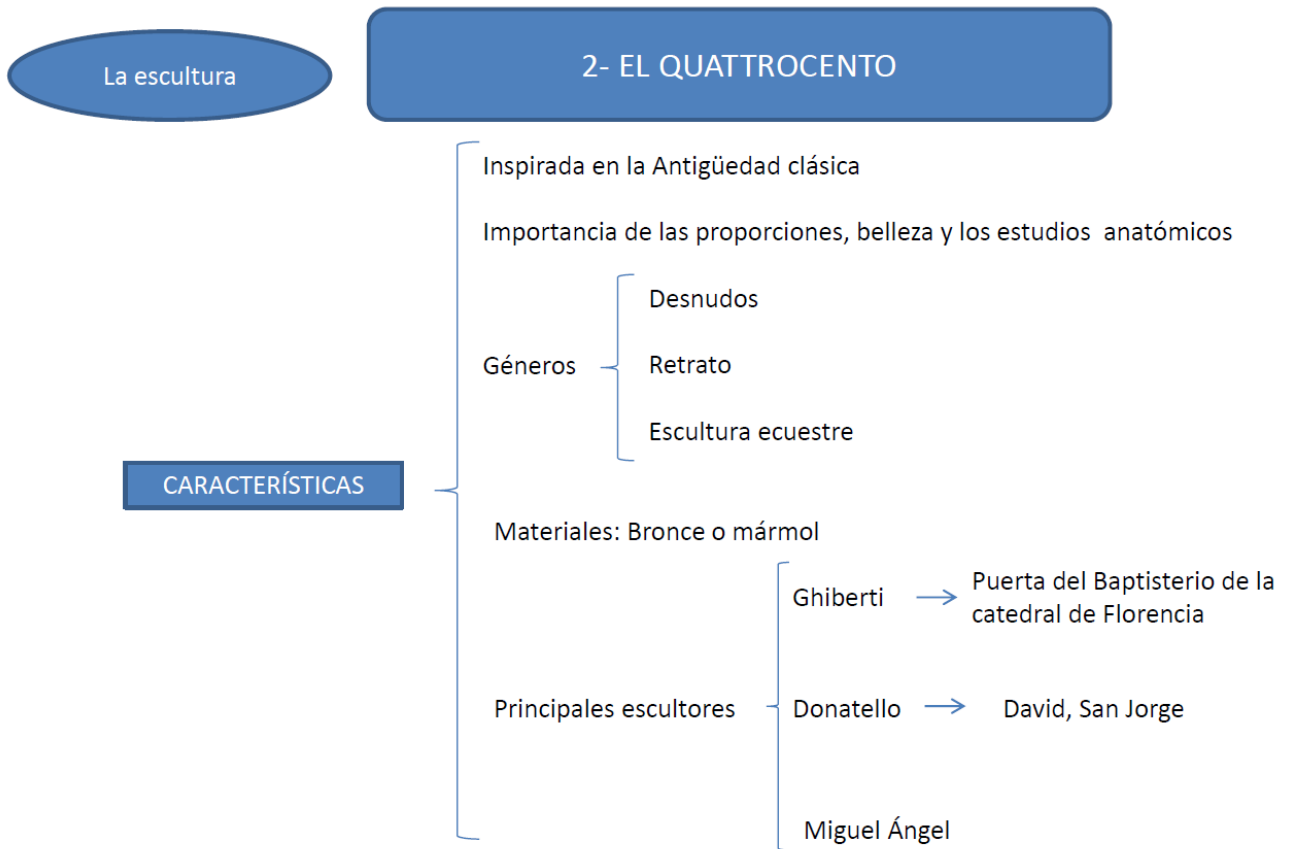 La escultura
2- EL QUATTROCENTO
Inspirada en la Antigüedad clásica
Importancia de las proporciones, belleza y los estudios anatómicos
Géneros
Desnudos
Retrato
Escultura ecuestre
CARACTERÍSTICAS
Materiales: Bronce o mármol
Principales escultores
Ghiberti
Puerta del Baptisterio de la
catedral de Florencia
Donatello
David, San Jorge
Miguel Ángel